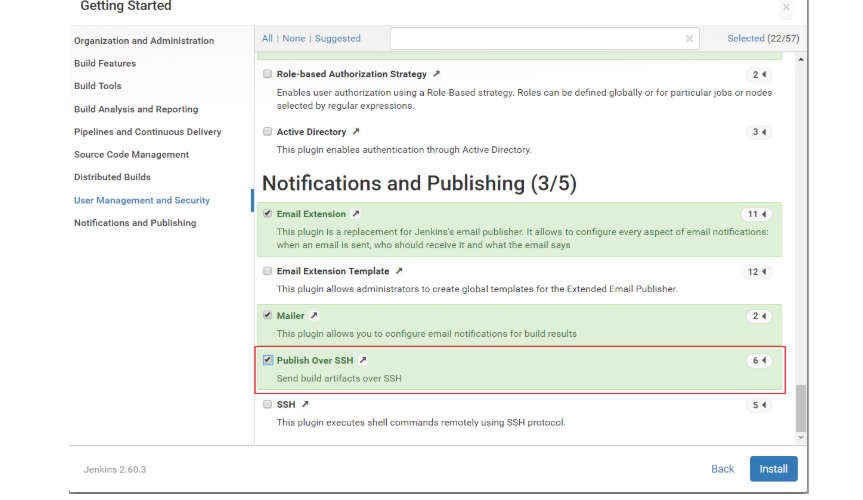 Getting Started
Organization and Administration
Build Features
Build Tools
Build Analysis and Reporting
Pipelines and Continuous Delivery
Source Code Management
Distributed Builds
User Management and Security
Notifications and Publishing
All | None | Suggested
Selected (22/57)
Role-based Authorization Strategy
2
Enables user authorization using a Role-Based strategy. Roles can be defined globally or for particular jobs or nodes
selected by regular expressions.
Active Directory
3
This plugin enables authentication through Active Directory.
Notifications and Publishing (3/5)
Email Extension
11
This plugin is a replacement for Jenkins's email publisher. It allows to configure every aspect of email notifications:
when an email is sent, who should receive it and what the email says
Email Extension Template
12
This plugin allows administrators to create global templates for the Extended Email Publisher.
Mailer
2
This plugin allows you to configure email notifications for build results
Publish Over SSH
6
Send build artifacts over SSH
SSH
5
This plugin executes shell commands remotely using SSH protocol.
Jenkins 2.60.3
Back
Install